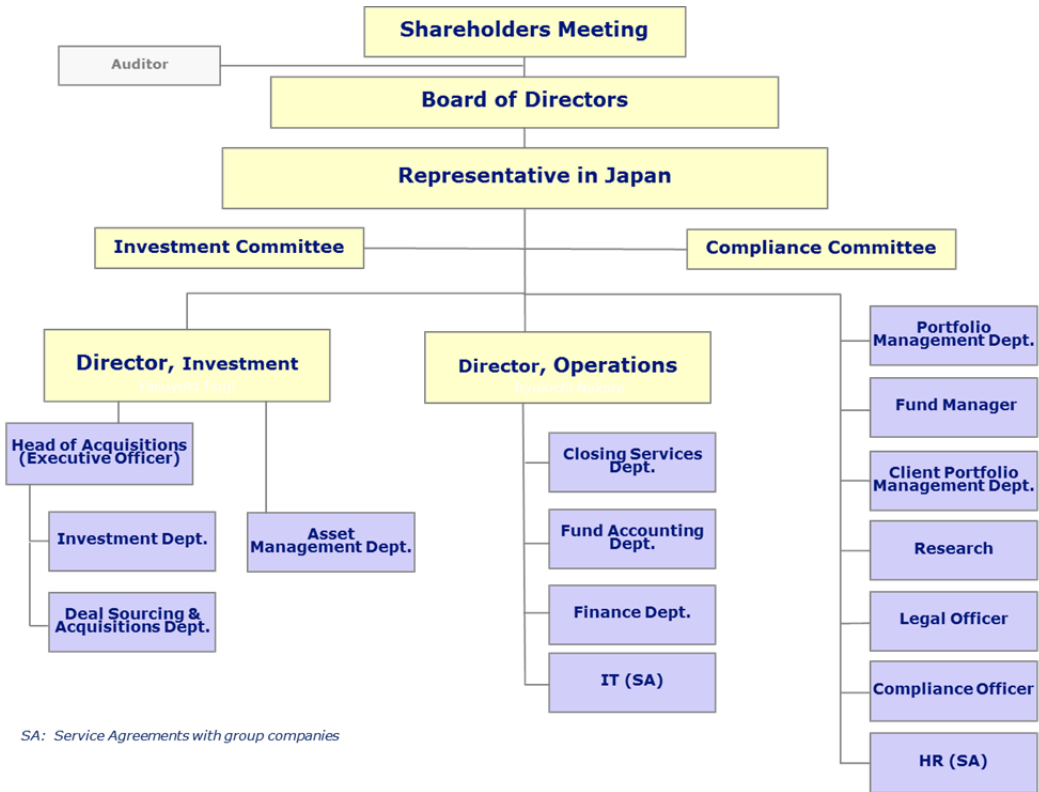 Shareholders Meeting
Auditor
Board of Directors
Representative in Japan
Investment Committee
Compliance Committee
Director, Investment
Director, Operations
Head of Acquisitions
(Executive Officer)
Investment Dept.
Deal Sourcing &
Acquisitions Dept.
Asset
Management Dept.
Closing Services
Dept.
Fund Accounting
Dept.
Finance Dept.
IT (SA)
Portfolio
Management Dept.
Fund Manager
Client Portfolio
Management Dept.
Research
Legal Officer
Compliance Officer
HR (SA)
SA: Service Agreements with group companies